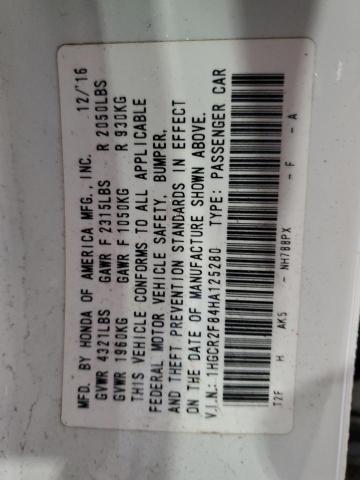 MFD. BY HONDA OF AMERICA MFG., INC. 12/'16
GVWR 4321LBS GAWR F 2315LBS R 2050LBS
GVWR 1960KG GAWR F 1050KG R 930KG
THIS VEHICLE CONFORMS TO ALL APPLICABLE
FEDERAL MOTOR VEHICLE SAFETY, BUMPER,
AND THEFT PREVENTION STANDARDS IN EFFECT
ON THE DATE OF MANUFACTURE SHOWN ABOVE.
V.I.N.: 1HGCR2F84HA125280 TYPE: PASSENGER CAR
T2F H AK5 - NH788PX - F - A